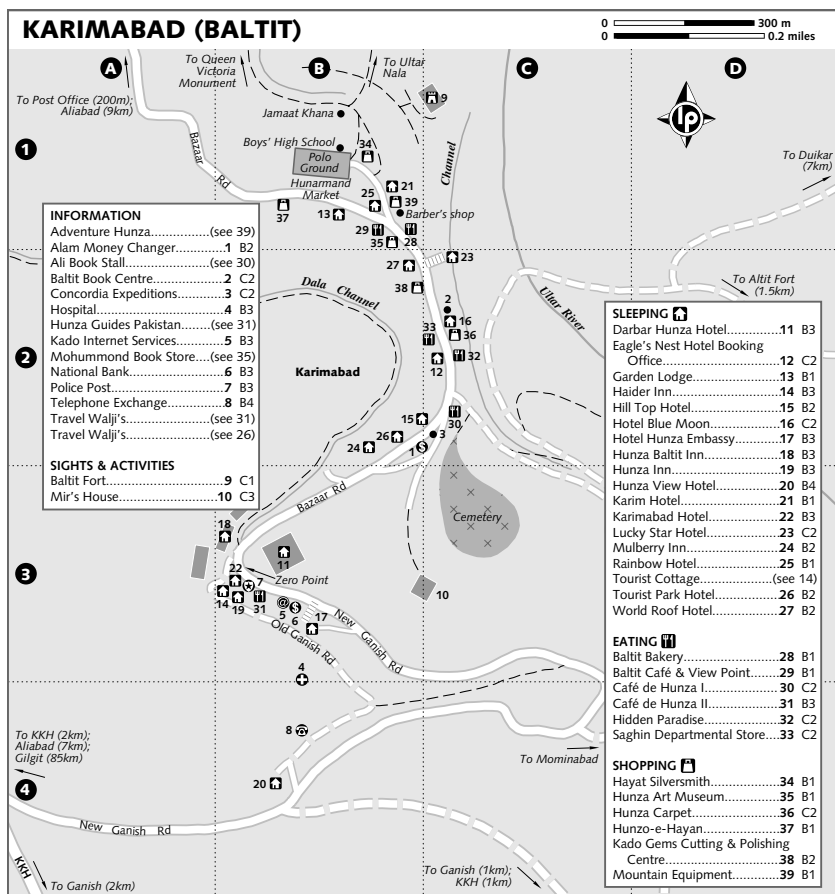 KARIMABAD (BALTIT)
0 300 m
0 0.2 miles
A
B
C
D
To Queen
Victoria
Monument
To Ultar
Nala
To Post Office (200m);
Aliabad (9km)
Jamaat Khana
9
1
Boys' High School
34
Polo
Ground
Channel
To Duikar
(7km)
Bazaar Rd
Hunarmand
Market
21
25
39
37
13
Barber's shop
29
28
35
INFORMATION
Adventure Hunza..............(see 39)
Alam Money Changer..........1 B2
Ali Book Stall....................(see 30)
Baltit Book Centre...............2 C2
Concordia Expeditions.........3 C2
Hospital..............................4 B3
Hunza Guides Pakistan.......(see 31)
Kado Internet Services.........5 B3
Mohummond Book Store....(see 35)
National Bank.....................6 B3
Police Post..........................7 B3
Telephone Exchange............8 B4
Travel Walji's....................(see 31)
Travel Walji's....................(see 26)
SIGHTS & ACTIVITIES
Baltit Fort...........................9 C1
Mir's House......................10 C3
27
23
Dala Channel
38
2
Ultar River
To Altit Fort
(1.5km)
16
33
36
2
Karimabad
32
12
15
30
26
3
24
1
SLEEPING
Darbar Hunza Hotel............11 B3
Eagle's Nest Hotel Booking
Office............................12 C2
Garden Lodge....................13 B1
Haider Inn.........................14 B3
Hill Top Hotel....................15 B2
Hotel Blue Moon................16 C2
Hotel Hunza Embassy.........17 B3
Hunza Baltit Inn.................18 B3
Hunza Inn.........................19 B3
Hunza View Hotel..............20 B4
Karim Hotel.......................21 B1
Karimabad Hotel................22 B3
Lucky Star Hotel................23 C2
Mulberry Inn.....................24 B2
Rainbow Hotel...................25 B1
Tourist Cottage................(see 14)
Tourist Park Hotel..............26 B2
World Roof Hotel...............27 B2
EATING
Baltit Bakery.....................28 B1
Baltit Café & View Point......29 B1
Café de Hunza I.................30 C2
Café de Hunza II................31 B3
Hidden Paradise.................32 C2
Saghin Departmental Store...33 C2
SHOPPING
Hayat Silversmith...............34 B1
Hunza Art Museum.............35 B1
Hunza Carpet....................36 C2
Hunzo-e-Hayan.................37 B1
Kado Gems Cutting & Polishing
Centre...........................38 B2
Mountain Equipment..........39 B1
Bazaar Rd
Cemetery
18
11
3
22
Zero Point
7
10
14
19
31
5
6
17
New Ganish Rd
Old Ganish Rd
4
8
To KKH (2km);
Aliabad (7km);
Gilgit (85km)
To Mominabad
20
4
New Ganish Rd
KKH
To Ganish (2km)
To Ganish (1km);
KKH (1km)
lp